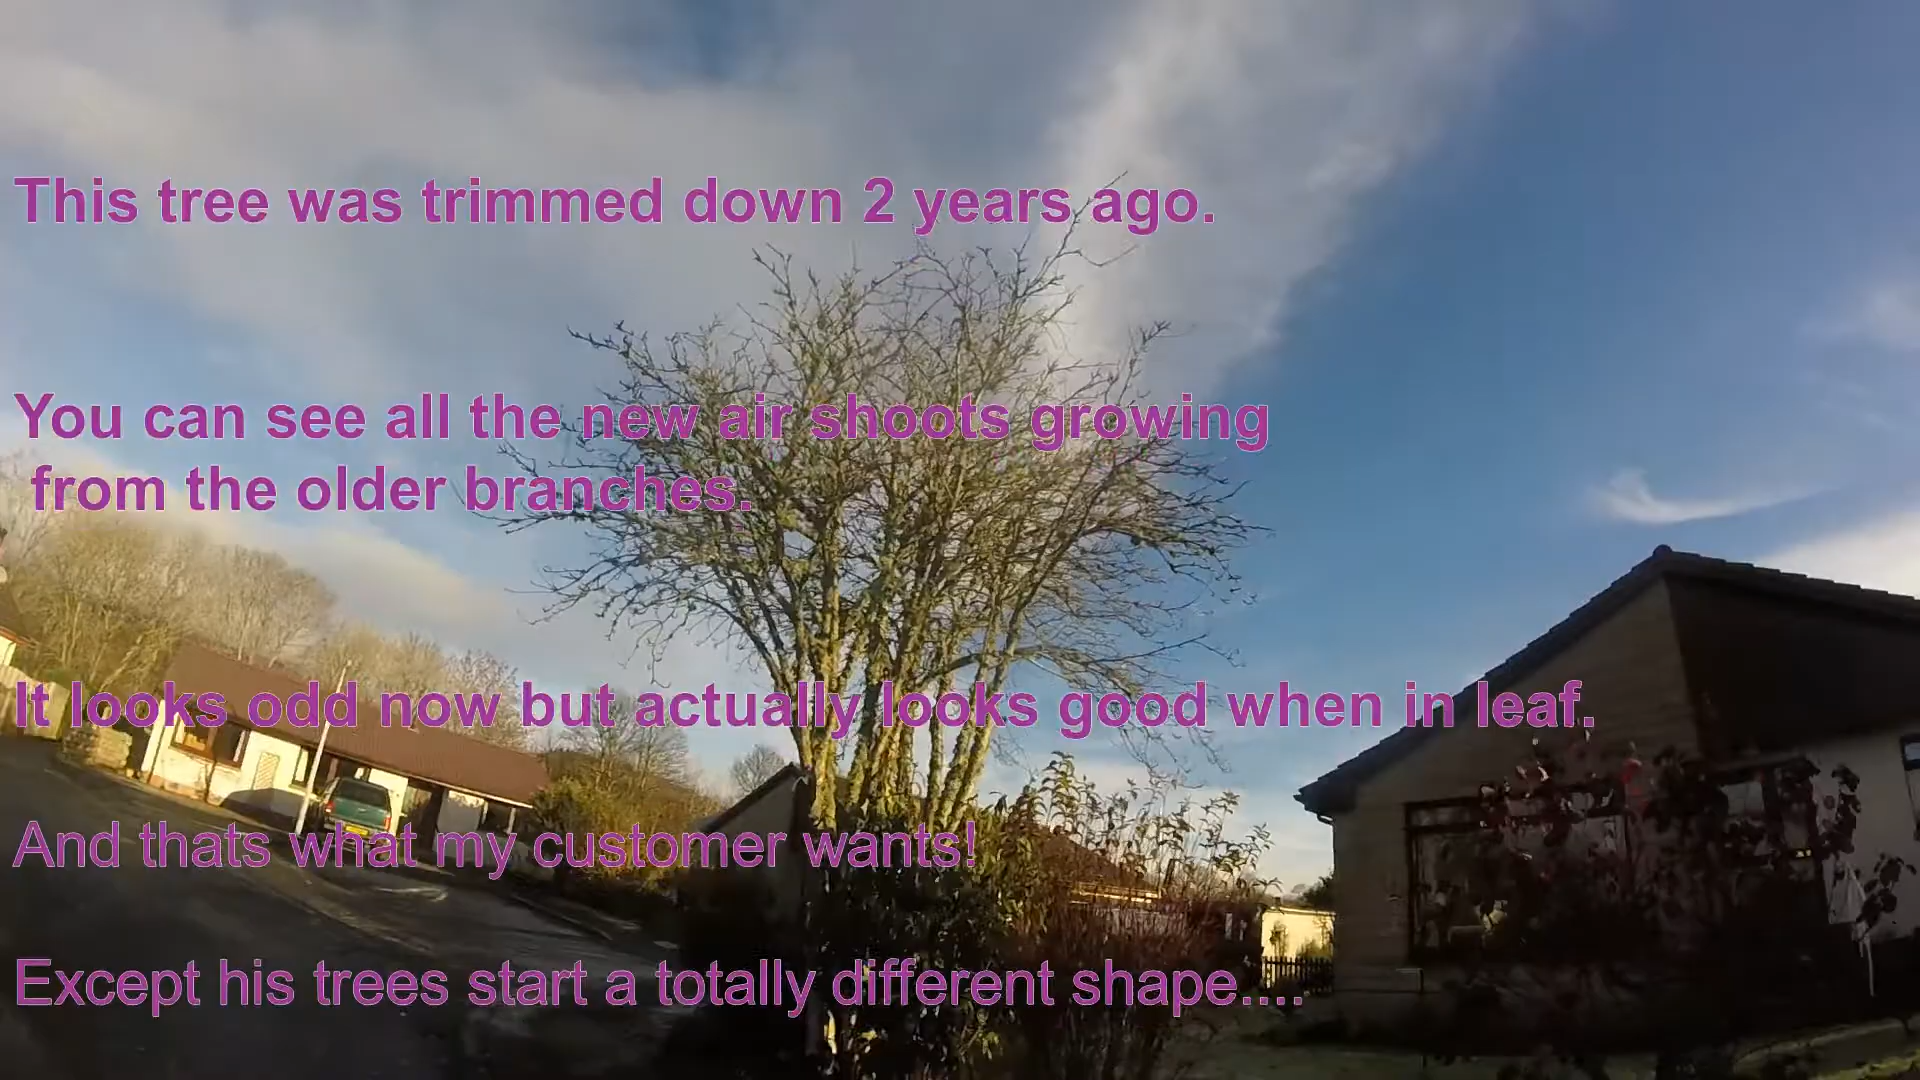 This tree was trimmed down 2 years ago.
You can see all the new air shoots growing
from the older branches.
It looks odd now but actually looks good when in leaf.
And thats what my customer wants!
Except his trees start a totally different shape....